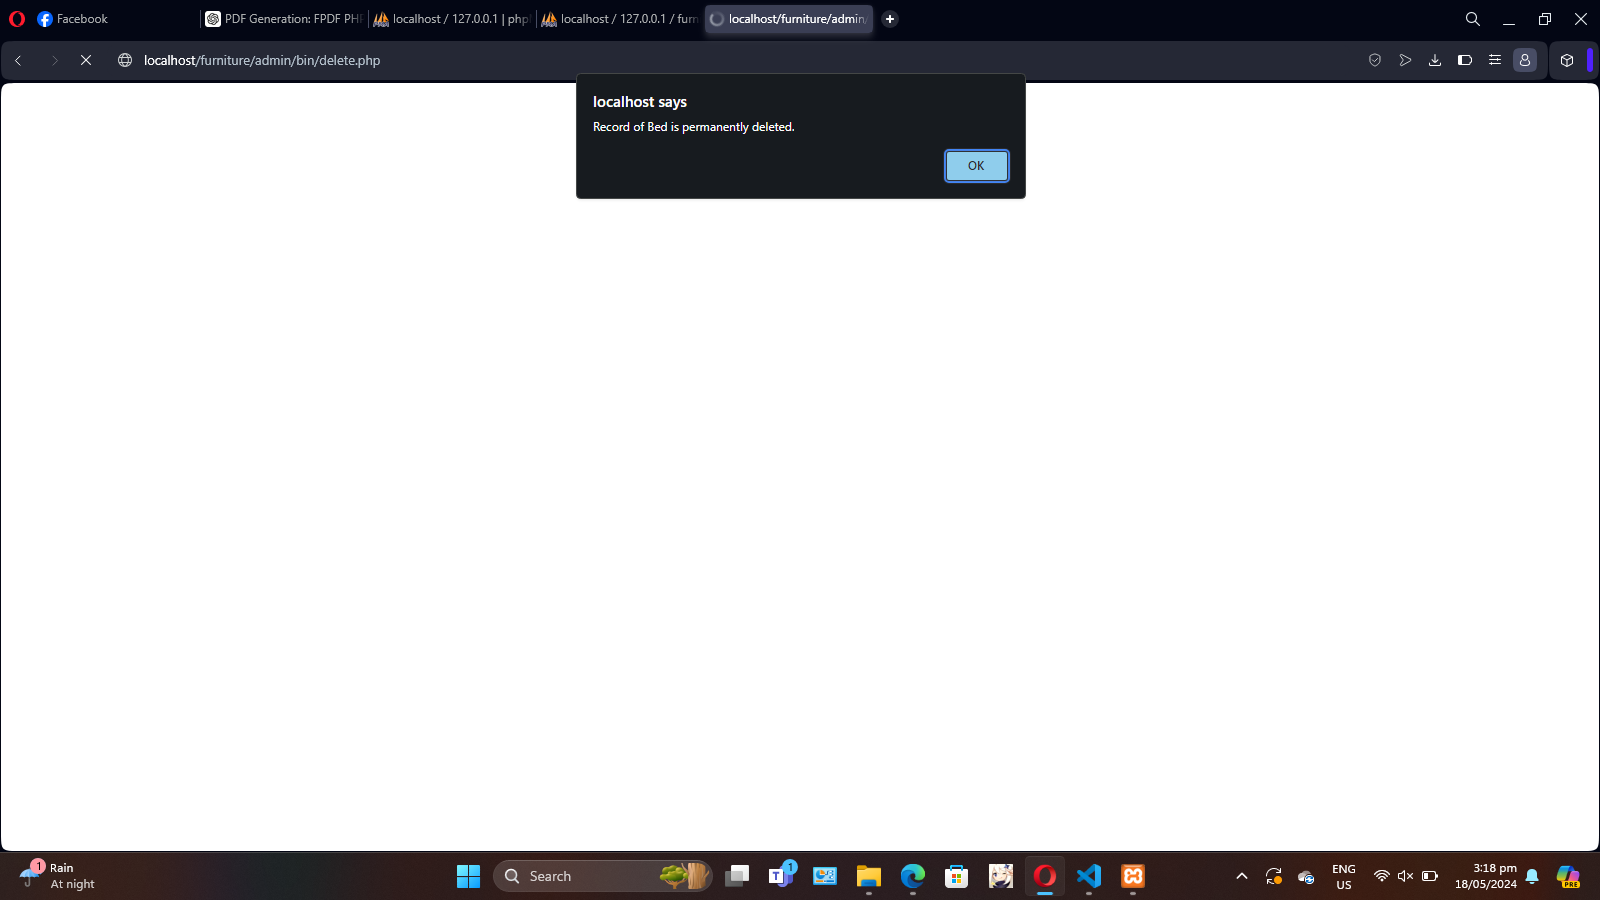 Facebook
PDF Generation: FPDF PHP
localhost / 127.0.0.1 | php
localhost / 127.0.0.1 / furn
localhost/furniture/admin/
localhost/furniture/admin/bin/delete.php
localhost says
Record of Bed is permanently deleted.
OK
1
Rain
At night
Search
T
1
PRE
ENG
US
3:18 pm
18/05/2024